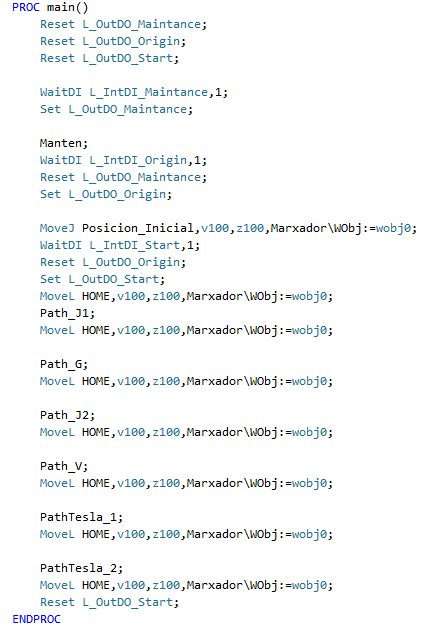 PROC main()
Reset L_OutDO_Maintance;
Reset L_OutDO_Origin;
Reset L_OutDO_Start;
WaitDI L_IntDI_Maintance,1;
Set L_OutDO_Maintance;
Manten;
WaitDI L_IntDI_Origin,1;
Reset L_OutDO_Maintance;
Set L_OutDO_Origin;
MoveJ Posicion_Inicial,v100,z100,Marxador\WObj:=wobj0;
WaitDI L_IntDI_Start,1;
Reset L_OutDO_Origin;
Set L_OutDO_Start;
MoveL HOME,v100,z100,Marxador\WObj:=wobj0;
Path_J1;
MoveL HOME,v100,z100,Marxador\WObj:=wobj0;
Path_G;
MoveL HOME,v100,z100,Marxador\WObj:=wobj0;
Path_J2;
MoveL HOME,v100,z100,Marxador\WObj:=wobj0;
Path_V;
MoveL HOME,v100,z100,Marxador\WObj:=wobj0;
PathTesla_1;
MoveL HOME,v100,z100,Marxador\WObj:=wobj0;
PathTesla_2;
MoveL HOME,v100,z100,Marxador\WObj:=wobj0;
Reset L_OutDO_Start;
ENDPROC